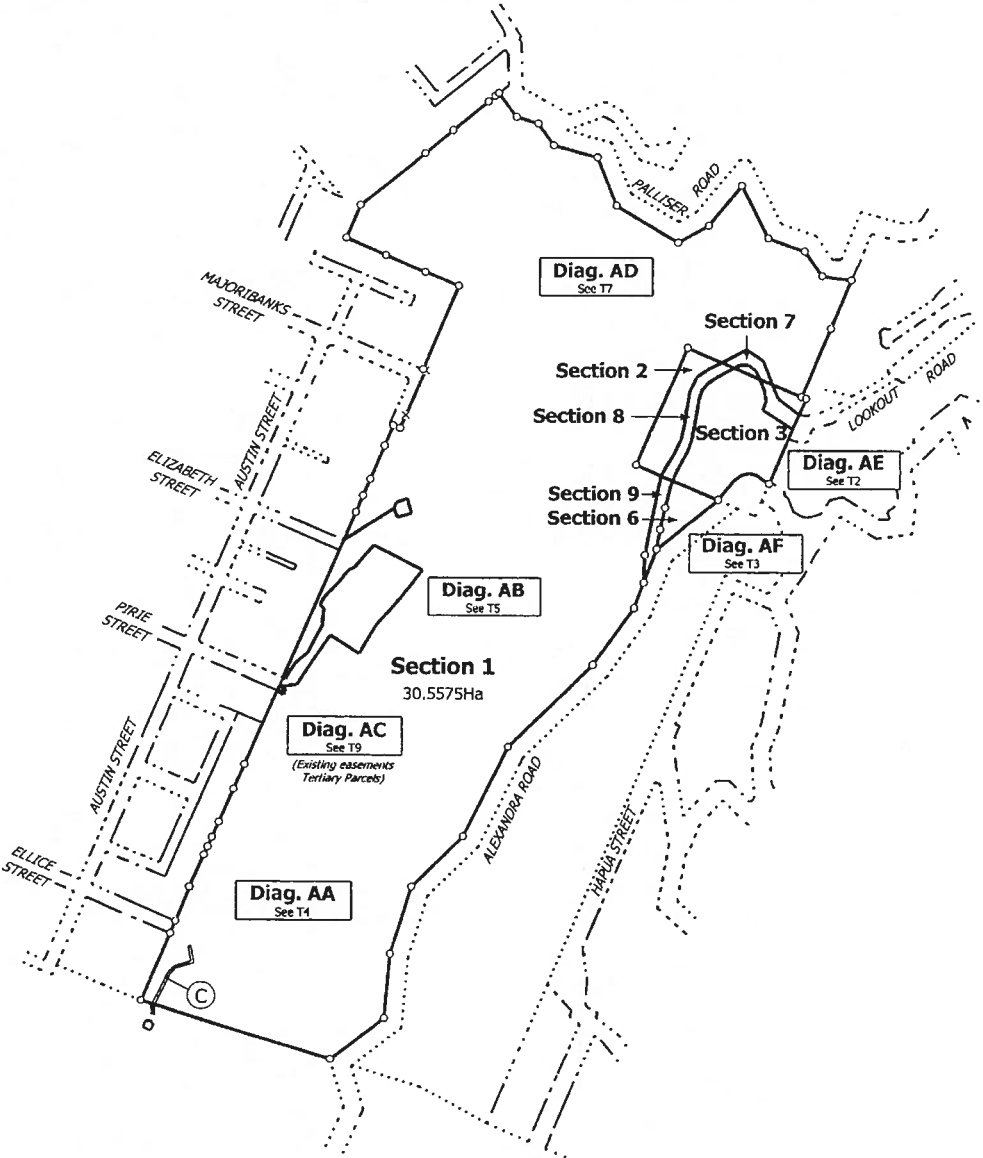 PALLISER ROAD
Diag. AD
See T7
MAJORIBANKS
STREET
Section 7
Section 2
LOOKOUT ROAD
AUSTIN STREET
Section 8
Section 3
ELIZABETH
STREET
Diag. AE
See T2
Section 9
Section 6
Diag. AF
See T3
Diag. AB
See T5
PIRIE
STREET
Section 1
30.5575Ha
Diag. AC
See T9
(Existing easements
Tertiary Parcels)
AUSTIN STREET
ALEXANDRA ROAD
HAPUA STREET
ELLICE
STREET
Diag. AA
See T4
C